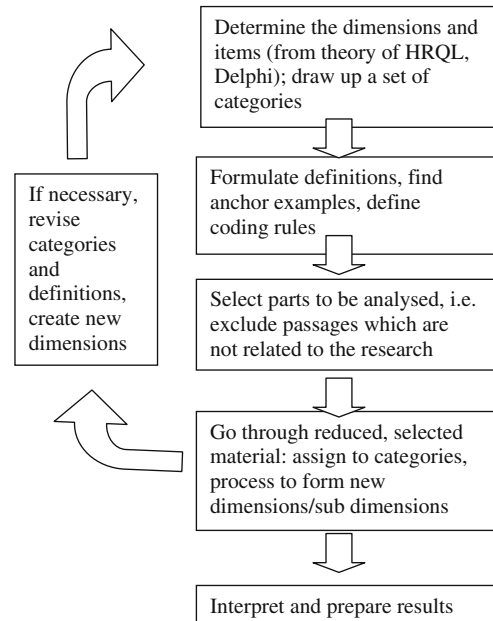 Determine the dimensions and
items (from theory of HRQL,
Delphi); draw up a set of
categories
Formulate definitions, find
anchor examples, define
coding rules
If necessary,
revise
categories
and
definitions,
create new
dimensions
Select parts to be analysed, i.e.
exclude passages which are
not related to the research
Go through reduced, selected
material: assign to categories,
process to form new
dimensions/sub dimensions
Interpret and prepare results